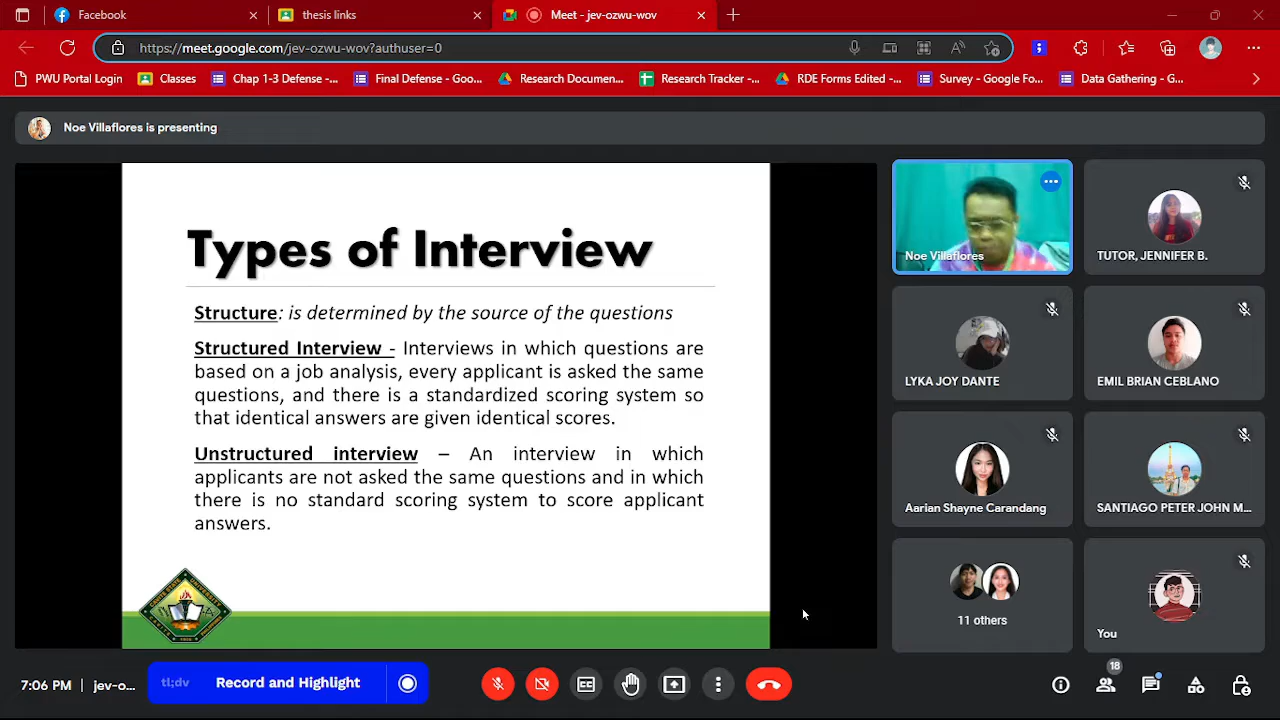 Facebook
thesis links
Meet - jev-ozwu-wov
https://meet.google.com/jev-ozwu-wov?authuser=0
PWU Portal Login
Classes
Chap 1-3 Defense -...
Final Defense - Goo...
Research Documen...
Research Tracker -...
RDE Forms Edited -...
Survey - Google Fo...
Data Gathering - G...
Noe Villaflores is presenting
Types of Interview
Structure: is determined by the source of the questions
Structured Interview - Interviews in which questions are
based on a job analysis, every applicant is asked the same
questions, and there is a standardized scoring system so
that identical answers are given identical scores.
Unstructured interview – An interview in which
applicants are not asked the same questions and in which
there is no standard scoring system to score applicant
answers.
Noe Villaflores
TUTOR, JENNIFER B.
LYKA JOY DANTE
EMIL BRIAN CEBLANO
Aarian Shayne Carandang
SANTIAGO PETER JOHN M...
11 others
You
7:06 PM
jev-o...
tl;dv
Record and Highlight
18